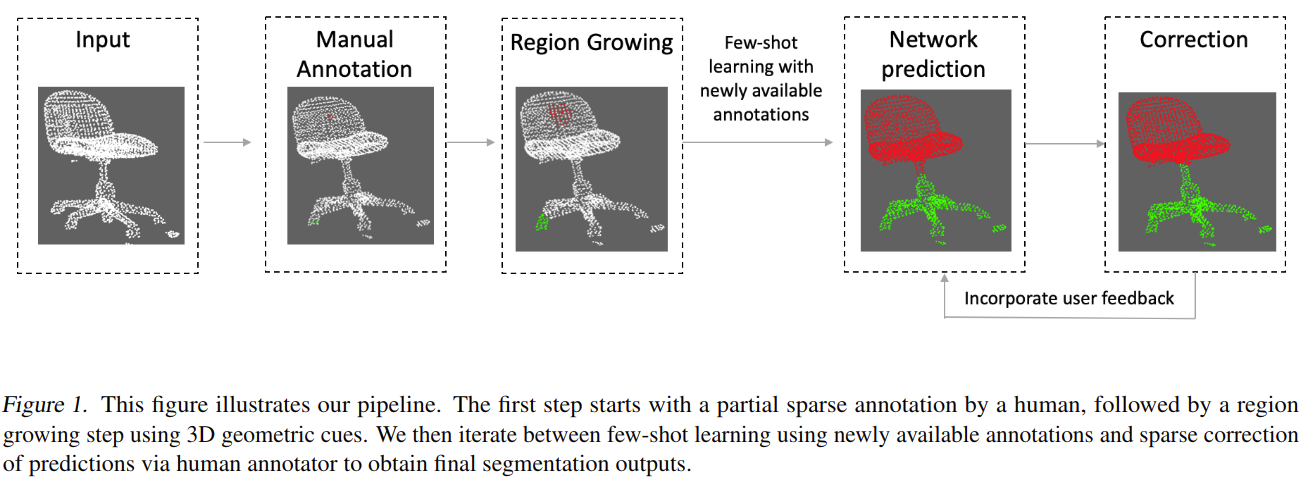 Input
Manual
Annotation
Region Growing
Few-shot
learning with
newly available
annotations
Network
prediction
Correction
Incorporate user feedback
Figure 1. This figure illustrates our pipeline. The first step starts with a partial sparse annotation by a human, followed by a region
growing step using 3D geometric cues. We then iterate between few-shot learning using newly available annotations and sparse correction
of predictions via human annotator to obtain final segmentation outputs.